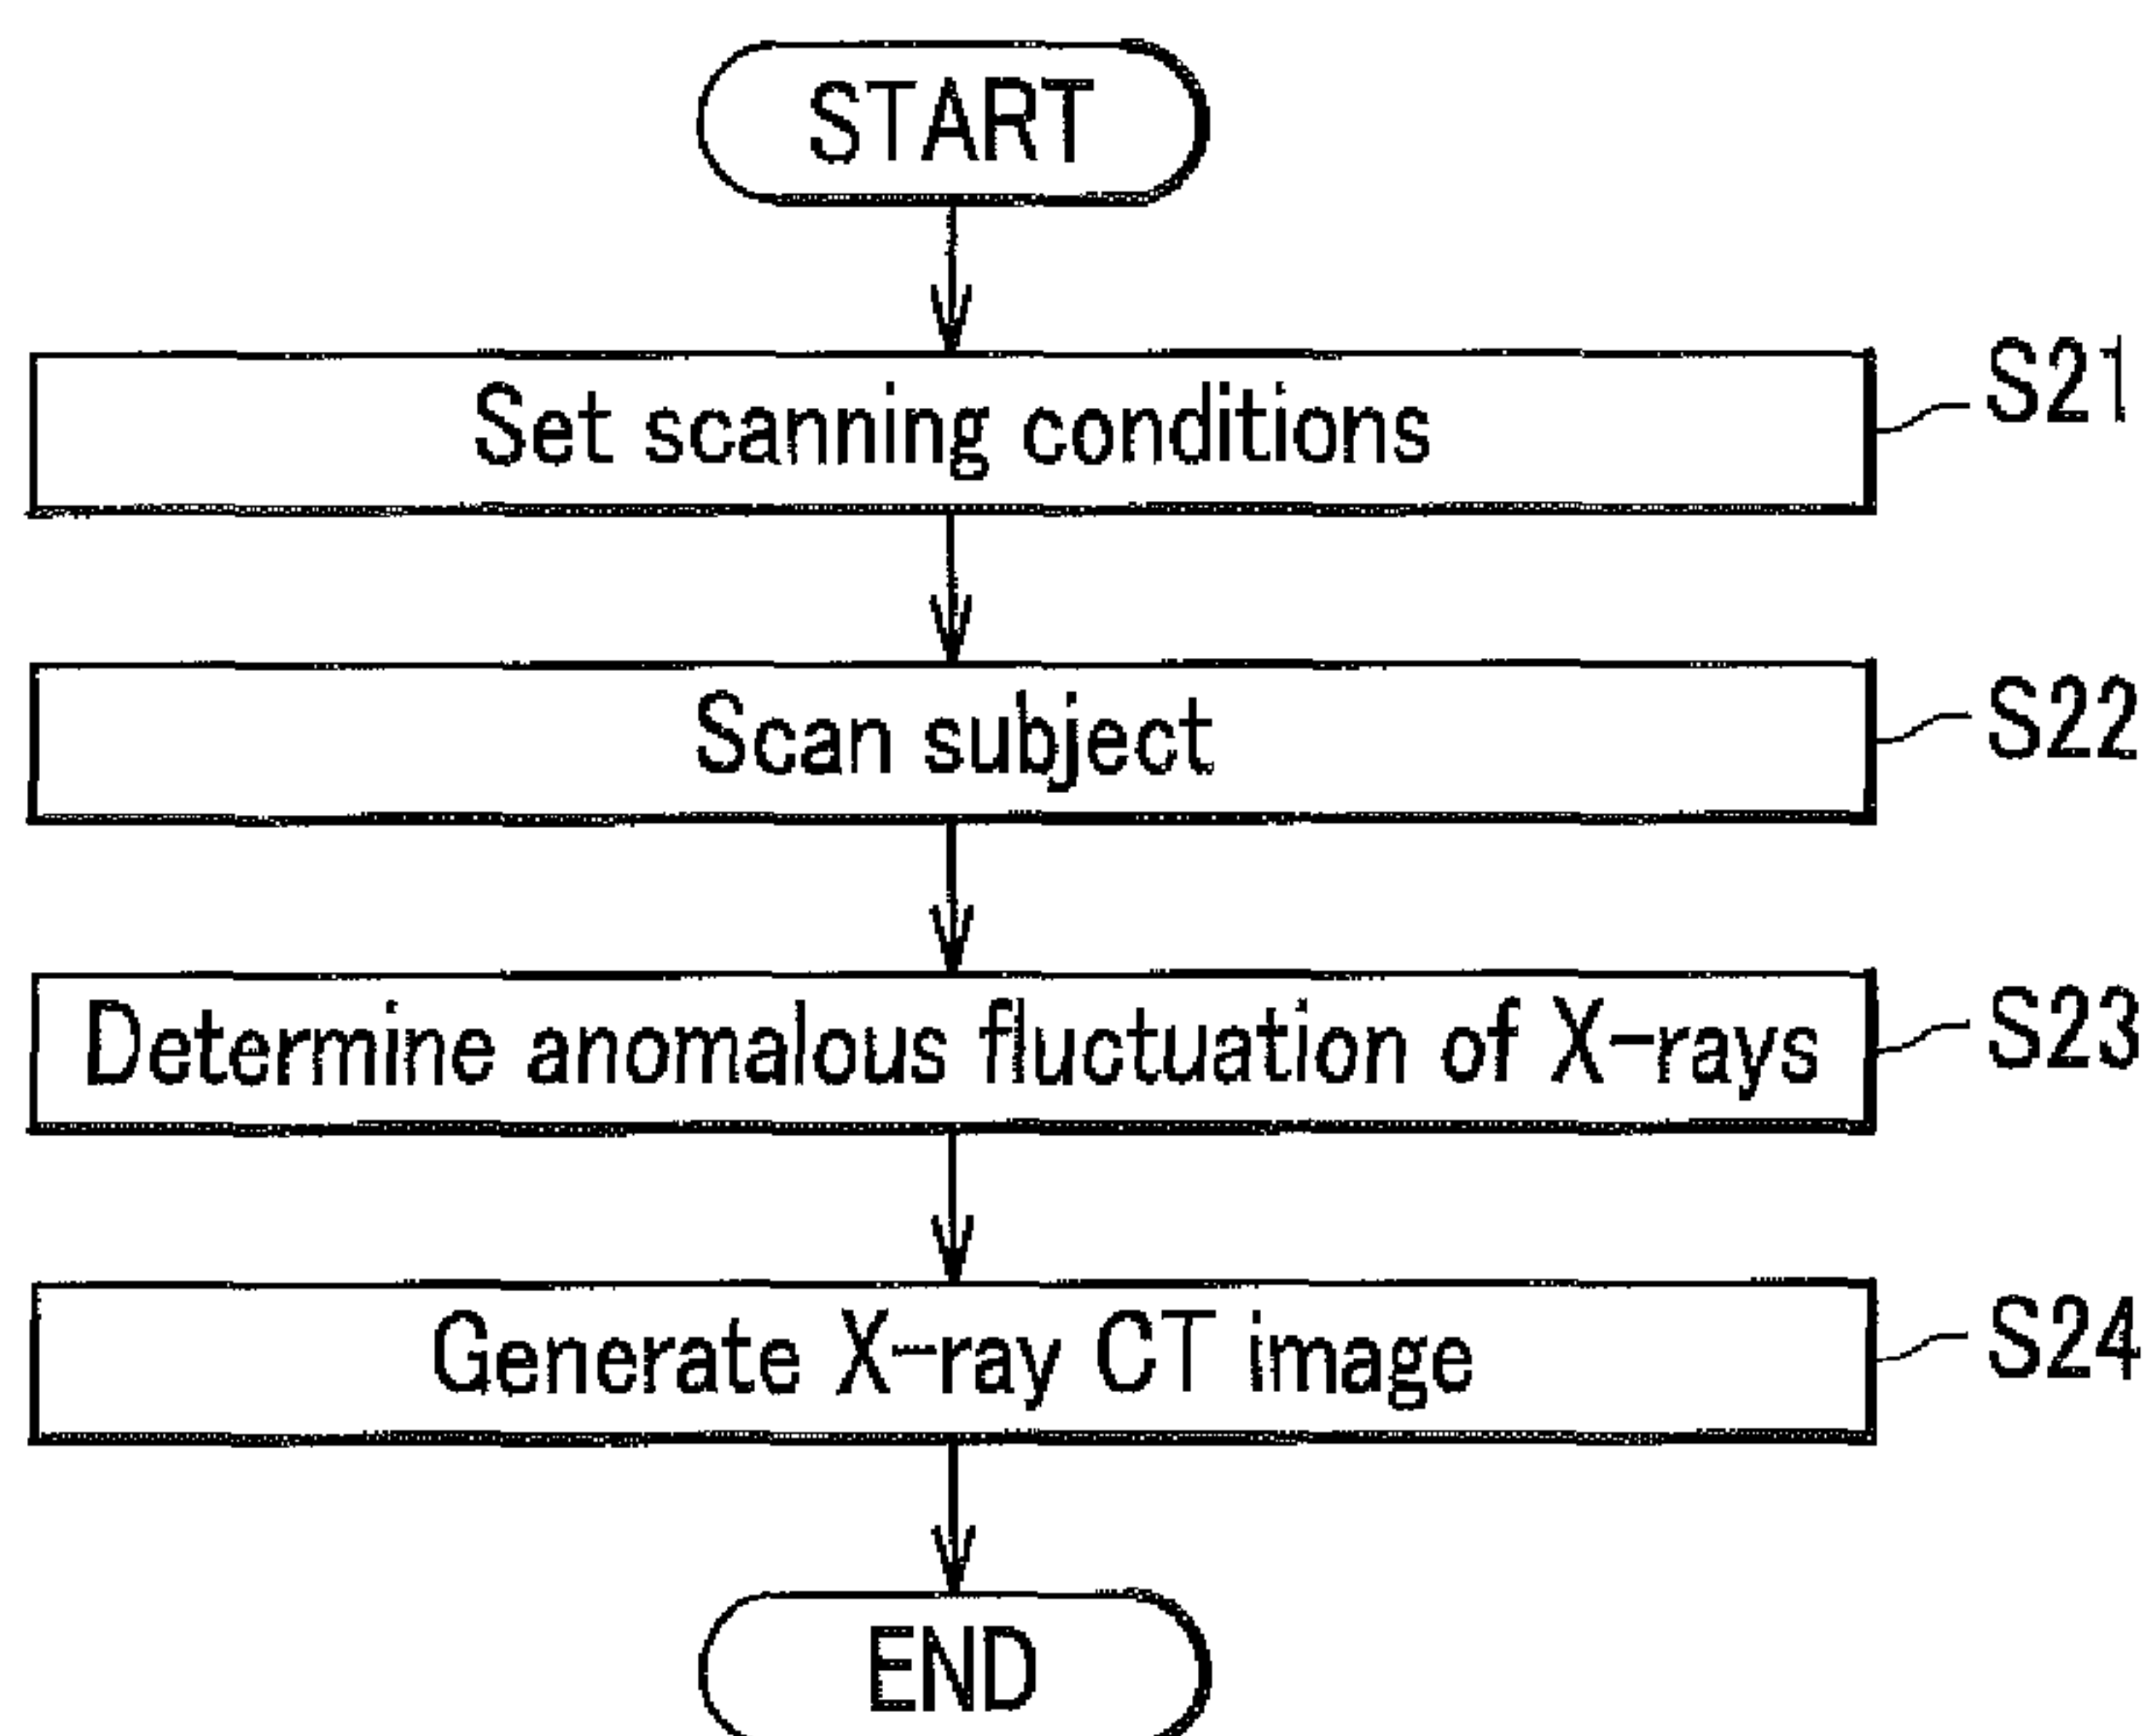 START
Set scanning conditions
S21
Scan subject
S22
Determine anomalous fluctuation of X-rays
S23
Generate X-ray CT image
S24
END